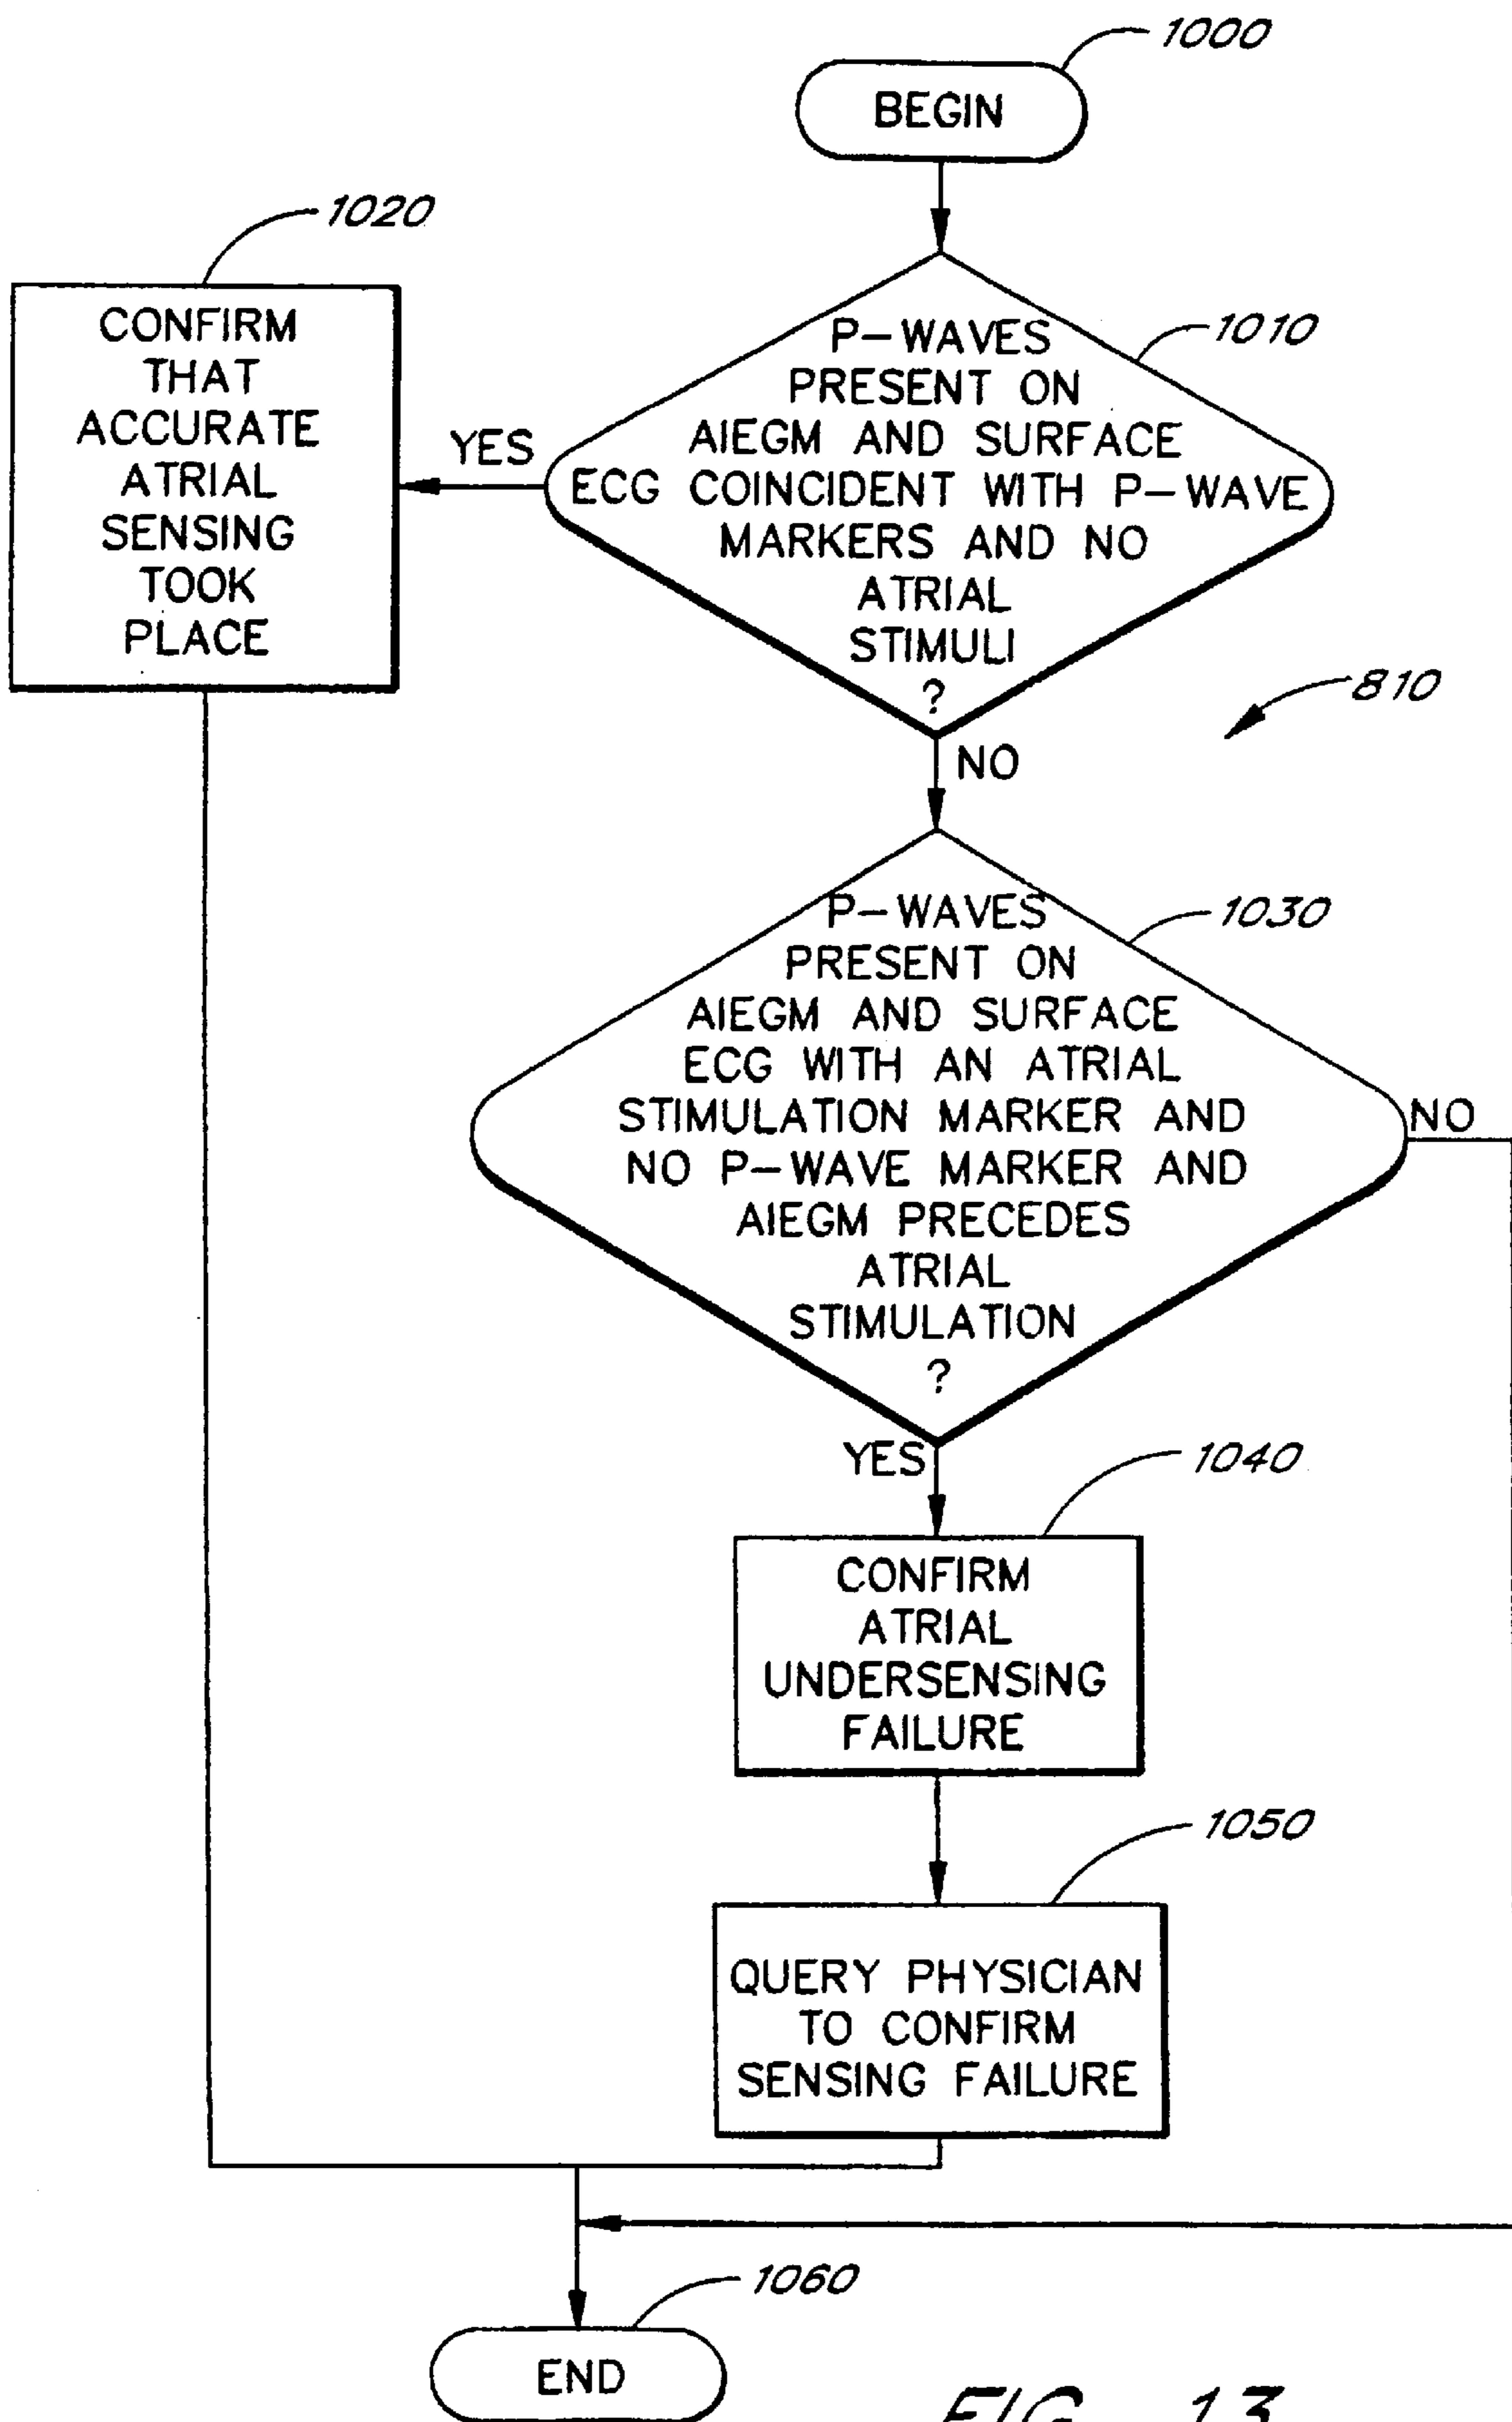 1000
BEGIN
1020
CONFIRM
THAT
ACCURATE
ATRIAL
SENSING
TOOK
PLACE
YES
P-WAVES
PRESENT ON
AIEGM AND SURFACE
ECG COINCIDENT WITH P-WAVE
MARKERS AND NO
ATRIAL
STIMULI
?
1010
810
NO
P-WAVES
PRESENT ON
AIEGM AND SURFACE
ECG WITH AN ATRIAL
STIMULATION MARKER AND
NO P-WAVE MARKER AND
AIEGM PRECEDES
ATRIAL
STIMULATION
?
1030
NO
YES
1040
CONFIRM
ATRIAL
UNDERSENSING
FAILURE
1050
QUERY PHYSICIAN
TO CONFIRM
SENSING FAILURE
1060
END
FIG. 13